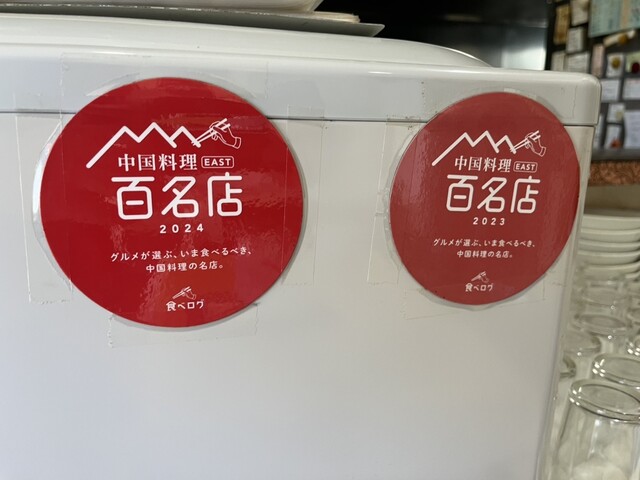 中国料理 EAST
百名店
2024
グルメが選ぶ、いま食べるべき、
中国料理の名店。
食べログ
中国料理 EAST
百名店
2023
グルメが選ぶ、いま食べるべき、
中国料理の名店。
食べログ